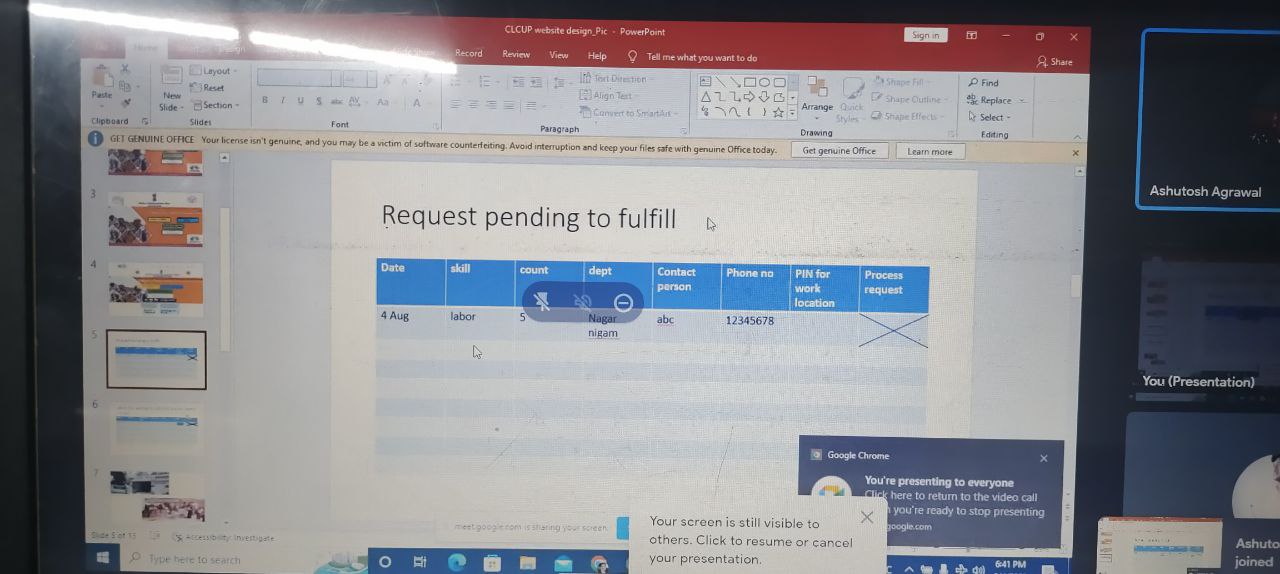 CLCUP website design_Pic - PowerPoint
Sign in
Home
Design
Record
Review
View
Help
Tell me what you want to do
Share
Paste
New
Slide
Layout
Reset
Section
B I U S abc AV Aa A
Text Direction
Align Text
Convert to SmartArt
Arrange
Quick
Styles
Shape Fill
Shape Outline
Shape Effects
Find
Replace
Select
Clipboard
Slides
Font
Paragraph
Drawing
Editing
GET GENUINE OFFICE Your license isn't genuine, and you may be a victim of software counterfeiting. Avoid interruption and keep your files safe with genuine Office today.
Get genuine Office
Learn more
3
4
5
6
7
Request pending to fulfill
Date skill count dept Contact person Phone no PIN for work location Process request
4 Aug labor 5 Nagar nigam abc 12345678
Ashutosh Agrawal
You (Presentation)
Google Chrome
You're presenting to everyone
Click here to return to the video call
you're ready to stop presenting
google.com
meet.google.com is sharing your screen.
Your screen is still visible to
others. Click to resume or cancel
your presentation.
Slide 5 of 13
Accessibility: Investigate
Type here to search
6:41 PM
Ashuto
joined